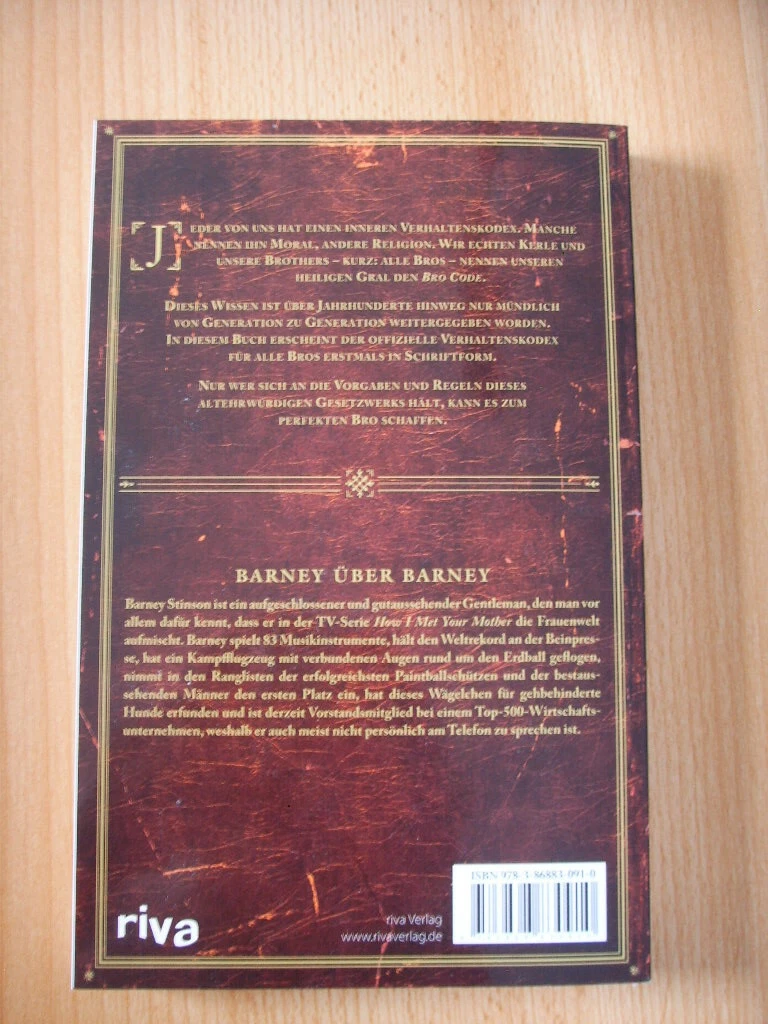 JEDER VON UNS HAT EINEN INNEREN VERHALTENSKODEX. MANCHE
NENNEN IHN MORAL, ANDERE RELIGION. WIR ECHTEN KERLE UND
UNSERE BROTHERS – KURZ: ALLE BROS – NENNEN UNSEREN
HEILIGEN GRAL DEN BRO CODE.
DIESES WISSEN IST ÜBER JAHRHUNDERTE HINWEG NUR MÜNDLICH
VON GENERATION ZU GENERATION WEITERGEGEBEN WORDEN.
IN DIESEM BUCH ERSCHEINT DER OFFIZIELLE VERHALTENSKODEX
FÜR ALLE BROS ERSTMALS IN SCHRIFTFORM.
NUR WER SICH AN DIE VORGABEN UND REGELN DIESES
ALTEHRWÜRDIGEN GESETZWERKS HÄLT, KANN ES ZUM
PERFEKTEN BRO SCHAFFEN.
BARNEY ÜBER BARNEY
Barney Stinson ist ein aufgeschlossener und gutaussehender Gentleman, den man vor
allem dafür kennt, dass er in der TV-Serie How I Met Your Mother die Frauenwelt
aufmischt. Barney spielt 83 Musikinstrumente, hält den Weltrekord an der Beinpres-
se, hat ein Kampfflugzeug mit verbundenen Augen rund um den Erdball geflogen,
nimmt in den Ranglisten der erfolgreichsten Paintballschützen und der bestaus-
sehenden Männer den ersten Platz ein, hat dieses Wägelchen für gehbehinderte
Hunde erfunden und ist derzeit Vorstandsmitglied bei einem Top-500-Wirtschafts-
unternehmen, weshalb er auch meist nicht persönlich am Telefon zu sprechen ist.
ISBN 978-3-86883-091-0
riva
riva Verlag
www.rivaverlag.de